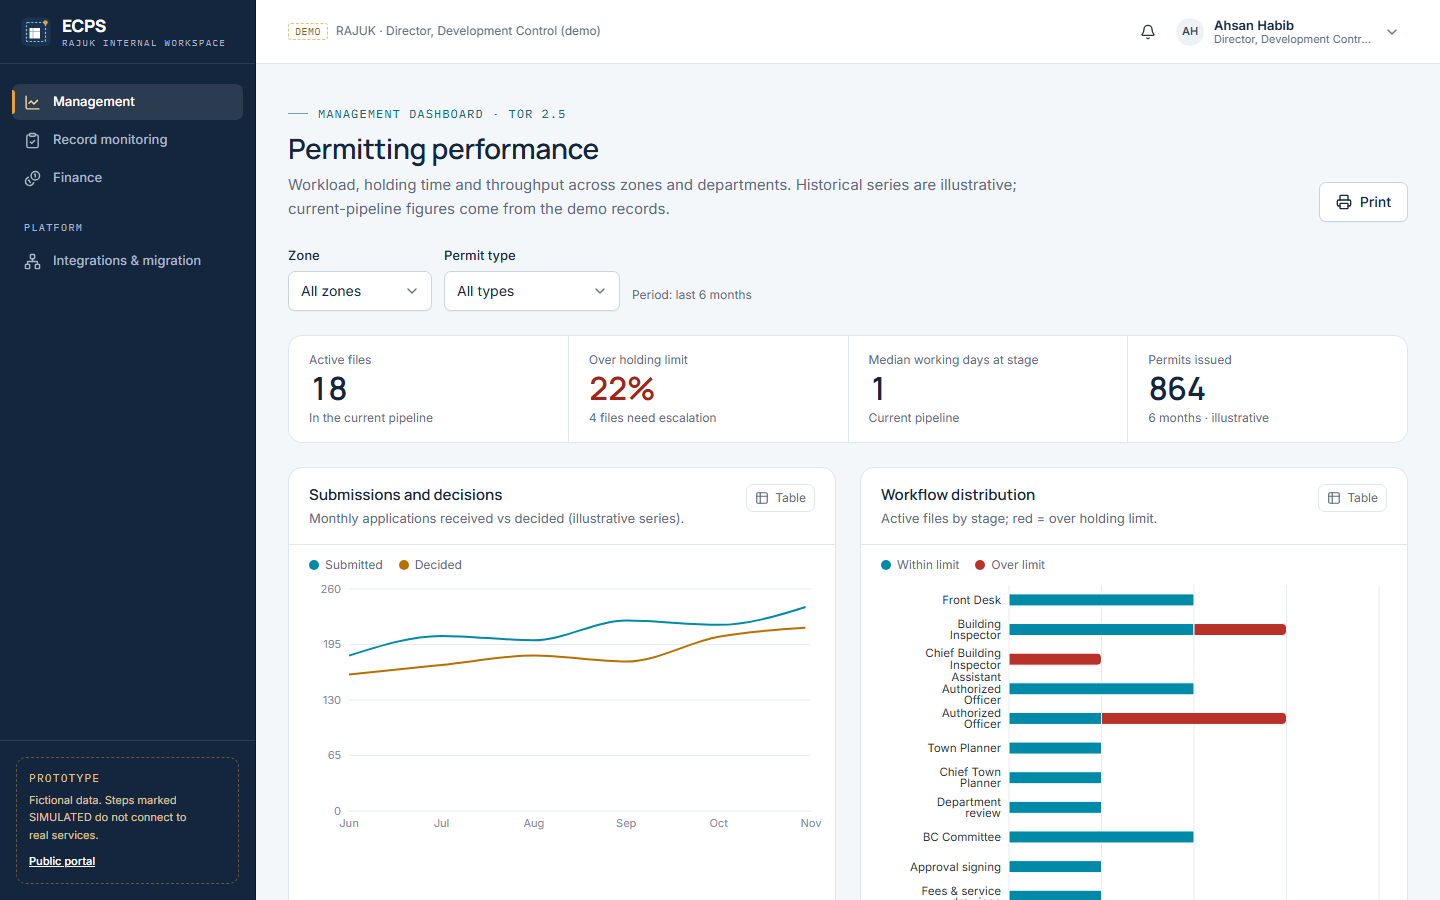 ECPS
RAJUK INTERNAL WORKSPACE
Management
Record monitoring
Finance
PLATFORM
Integrations & migration
PROTOTYPE
Fictional data. Steps marked
SIMULATED do not connect to
real services.
Public portal
DEMO
RAJUK · Director, Development Control (demo)
AH
Ahsan Habib
Director, Development Contr...
MANAGEMENT DASHBOARD · TOR 2.5
Permitting performance
Workload, holding time and throughput across zones and departments. Historical series are illustrative;
current-pipeline figures come from the demo records.
Print
Zone
All zones
Permit type
All types
Period: last 6 months
Active files
18
In the current pipeline
Over holding limit
22%
4 files need escalation
Median working days at stage
1
Current pipeline
Permits issued
864
6 months · illustrative
Submissions and decisions
Monthly applications received vs decided (illustrative series).
Table
Submitted
Decided
260
195
130
65
0
Jun
Jul
Aug
Sep
Oct
Nov
Workflow distribution
Active files by stage; red = over holding limit.
Table
Within limit
Over limit
Front Desk
Building
Inspector
Chief Building
Inspector
Assistant
Authorized
Officer
Authorized
Officer
Town Planner
Chief Town
Planner
Department
review
BC Committee
Approval signing
Fees & service